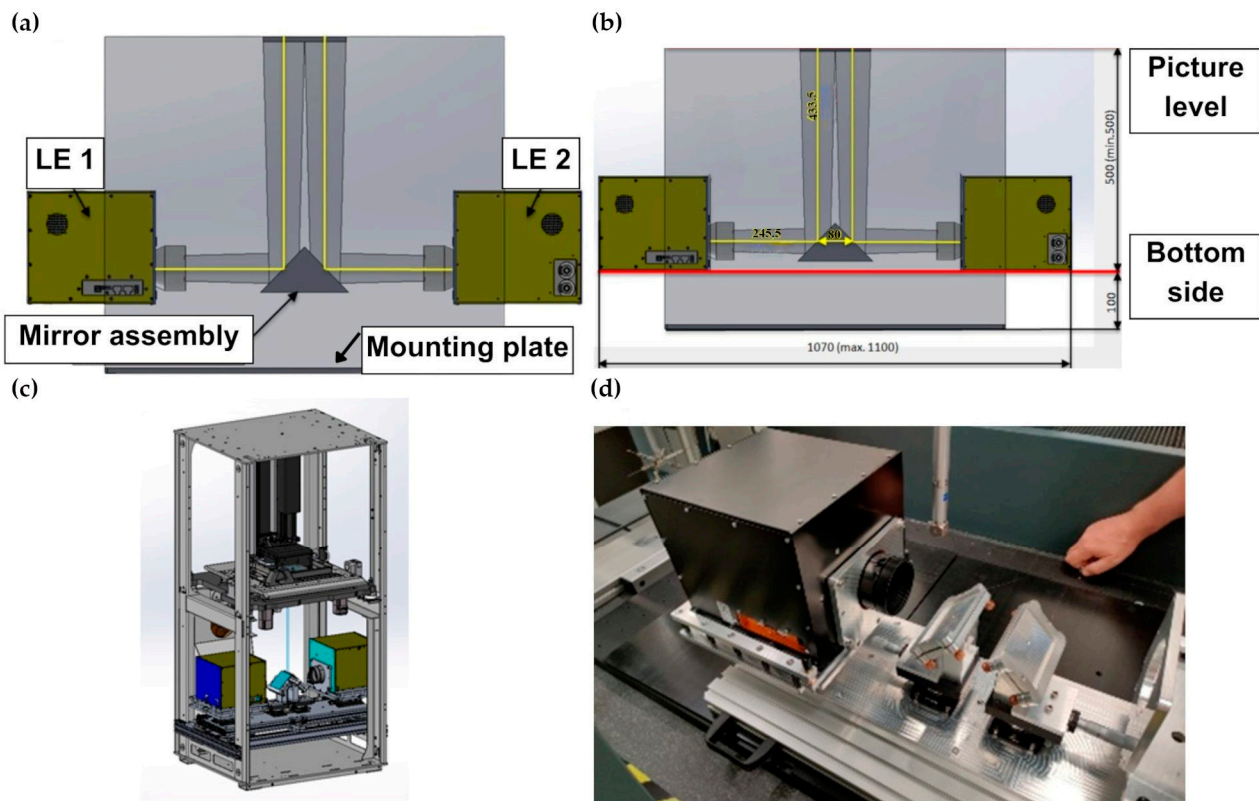 (a)
LE 1
LE 2
Mirror assembly
Mounting plate
(b)
433.5
245.5
80
Picture
level
500 (min.500)
Bottom
side
100
1070 (max. 1100)
(c)
(d)